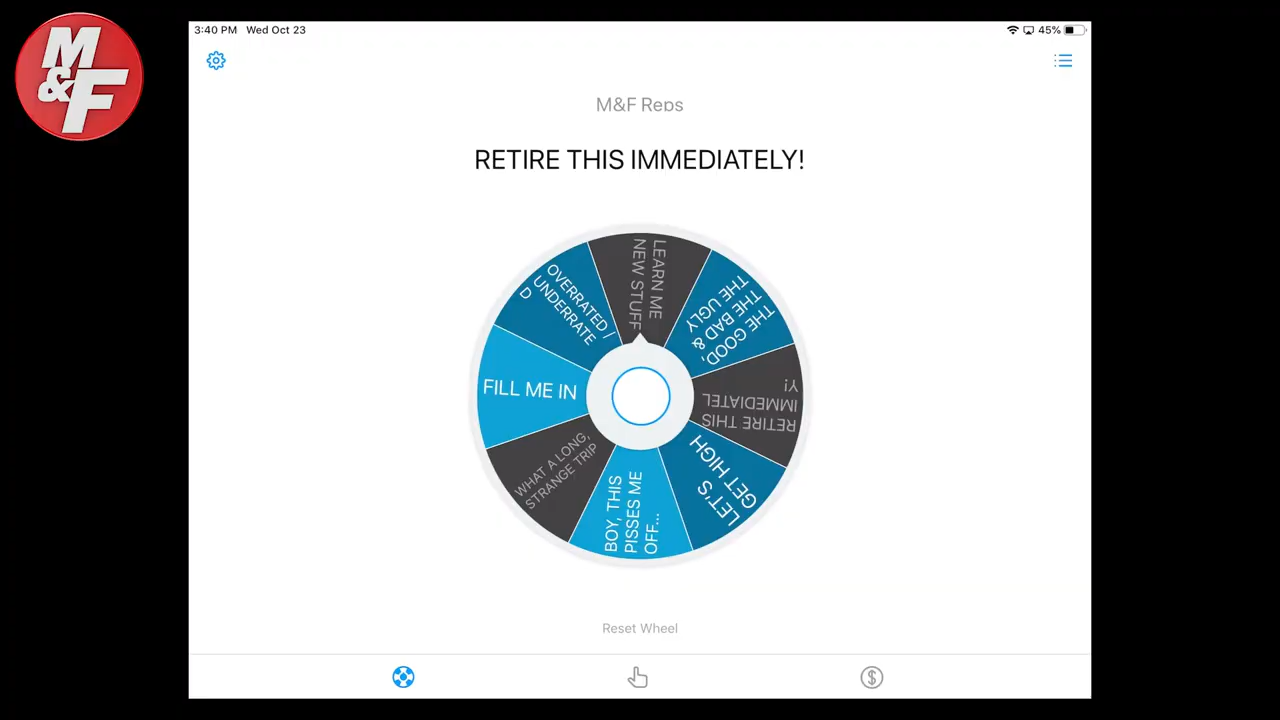 M
&F
3:40 PM Wed Oct 23
45%
M&F Reps
RETIRE THIS IMMEDIATELY!
LEARN ME
NEW STUFF
THE GOOD,
THE BAD &
THE UGLY
RETIRE THIS
IMMEDIATEL
Y!
LET'S
GET HIGH
BOY, THIS
PISSES ME
OFF...
WHAT A LONG,
STRANGE TRIP
FILL ME IN
OVERRATED /
UNDERRATE
D
Reset Wheel
$